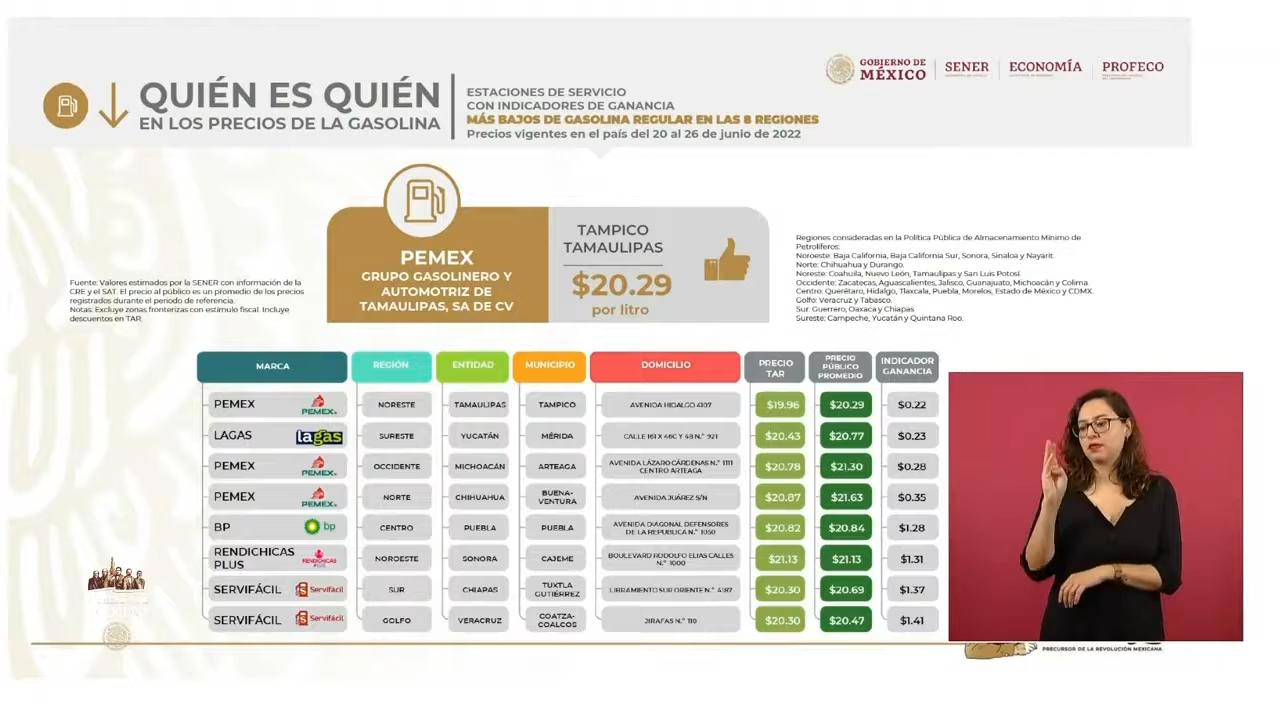 QUIÉN ES QUIÉN
EN LOS PRECIOS DE LA GASOLINA
ESTACIONES DE SERVICIO
CON INDICADORES DE GANANCIA
MÁS BAJOS DE GASOLINA REGULAR EN LAS 8 REGIONES
Precios vigentes en el país del 20 al 26 de junio de 2022
GOBIERNO DE
MÉXICO
SENER
ECONOMÍA
PROFECO
PEMEX
GRUPO GASOLINERO Y
AUTOMOTRIZ DE
TAMAULIPAS, SA DE CV
TAMPICO
TAMAULIPAS
$20.29
por litro
Fuente: Valores estimados por la SENER con información de la
CRE y el SAT. El precio al público es un promedio de los precios
registrados durante el periodo de referencia.
Notas: Excluye zonas fronterizas con estímulo fiscal. Incluye
descuentos en TAR.
Regiones consideradas en la Política Pública de Almacenamiento Mínimo de
Petrolíferos:
Noroeste: Baja California, Baja California Sur, Sonora, Sinaloa y Nayarit.
Norte: Chihuahua y Durango.
Noreste: Coahuila, Nuevo León, Tamaulipas y San Luis Potosí.
Occidente: Zacatecas, Aguascalientes, Jalisco, Guanajuato, Michoacán y Colima.
Centro: Querétaro, Hidalgo, Tlaxcala, Puebla, Morelos, Estado de México y CDMX.
Golfo: Veracruz y Tabasco.
Sur: Guerrero, Oaxaca y Chiapas
Sureste: Campeche, Yucatán y Quintana Roo.
MARCA REGIÓN ENTIDAD MUNICIPIO DOMICILIO PRECIO TAR PRECIO PÚBLICO PROMEDIO INDICADOR GANANCIA
PEMEX PEMEX NORESTE TAMAULIPAS TAMPICO AVENIDA HIDALGO 4307 $19.96 $20.29 $0.22
LAGAS lagas SURESTE YUCATÁN MÉRIDA CALLE 161 X 46C Y 48 N.° 921 $20.43 $20.77 $0.23
PEMEX PEMEX OCCIDENTE MICHOACÁN ARTEAGA AVENIDA LÁZARO CÁRDENAS N.° 1111 CENTRO ARTEAGA $20.78 $21.30 $0.28
PEMEX PEMEX NORTE CHIHUAHUA BUENA-VENTURA AVENIDA JUÁREZ S/N $20.87 $21.63 $0.35
BP bp CENTRO PUEBLA PUEBLA AVENIDA DIAGONAL DEFENSORES DE LA REPÚBLICA N.° 1050 $20.82 $20.84 $1.28
RENDICHICAS PLUS RENDICHICAS NOROESTE SONORA CAJEME BOULEVARD RODOLFO ELÍAS CALLES N.° 1000 $21.13 $21.13 $1.31
SERVIFÁCIL Servifácil SUR CHIAPAS TUXTLA GUTIÉRREZ LIBRAMIENTO SUR ORIENTE N.° 4187 $20.30 $20.69 $1.37
SERVIFÁCIL Servifácil GOLFO VERACRUZ COATZA-COALCOS JIRAFAS N.° 110 $20.30 $20.47 $1.41
PRECURSOR DE LA REVOLUCIÓN MEXICANA